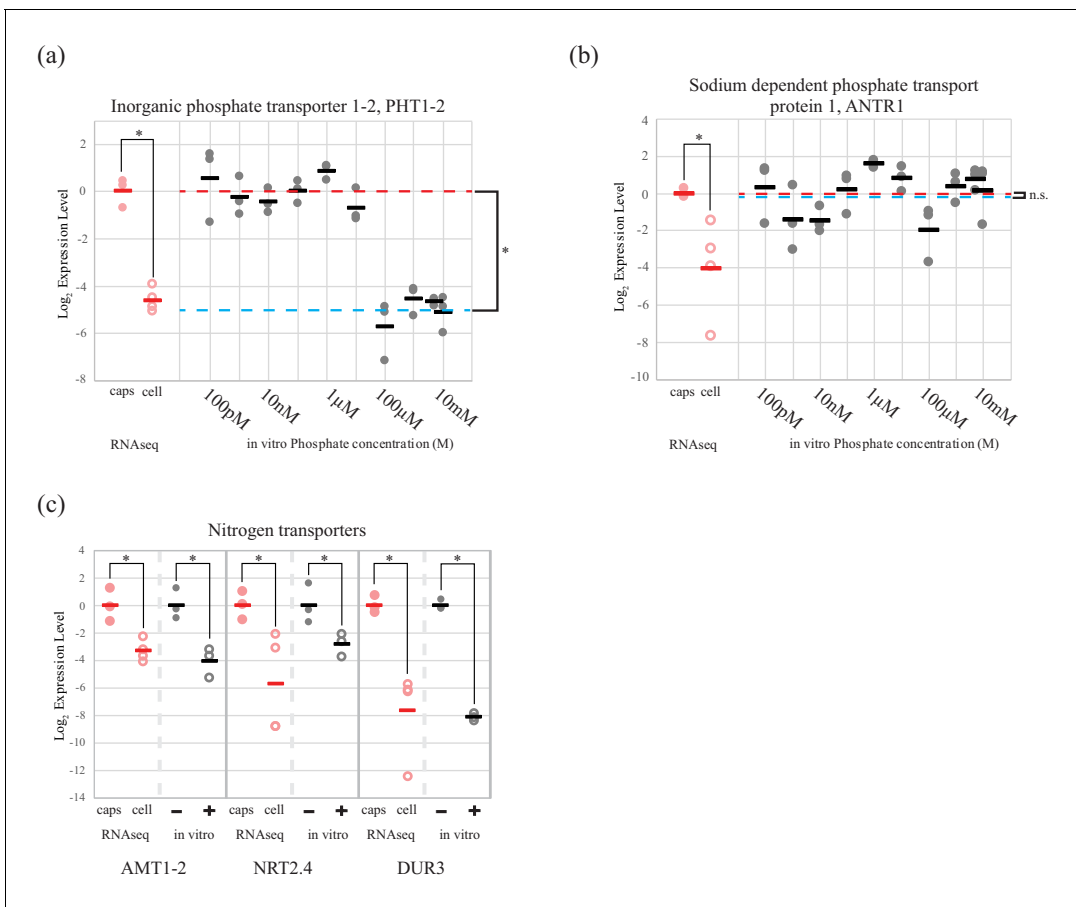 (a)
Inorganic phosphate transporter 1-2, PHT1-2
Log2 Expression Level
2
0
-2
-4
-6
-8
*
*
caps cell
100pM 10nM 1μM 100μM 10mM
RNAseq in vitro Phosphate concentration (M)
(b)
Sodium dependent phosphate transport
protein 1, ANTR1
Log2 Expression Level
4
2
0
-2
-4
-6
-8
-10
*
n.s.
caps cell
100pM 10nM 1μM 100μM 10mM
RNAseq in vitro Phosphate concentration (M)
(c)
Nitrogen transporters
Log2 Expression Level
4
2
0
-2
-4
-6
-8
-10
-12
-14
* * * * * *
caps cell − + caps cell − + caps cell − +
RNAseq in vitro RNAseq in vitro RNAseq in vitro
AMT1-2 NRT2.4 DUR3